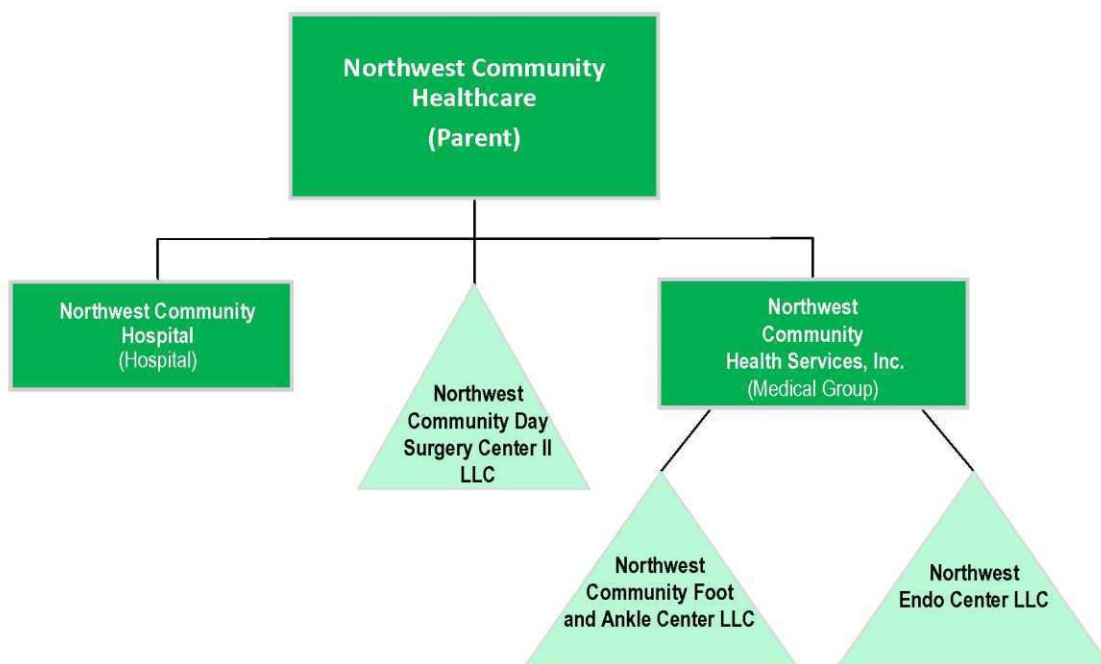 Northwest Community
Healthcare
(Parent)
Northwest Community
Hospital
(Hospital)
Northwest
Community Day
Surgery Center II
LLC
Northwest
Community
Health Services, Inc.
(Medical Group)
Northwest
Community Foot
and Ankle Center LLC
Northwest
Endo Center LLC